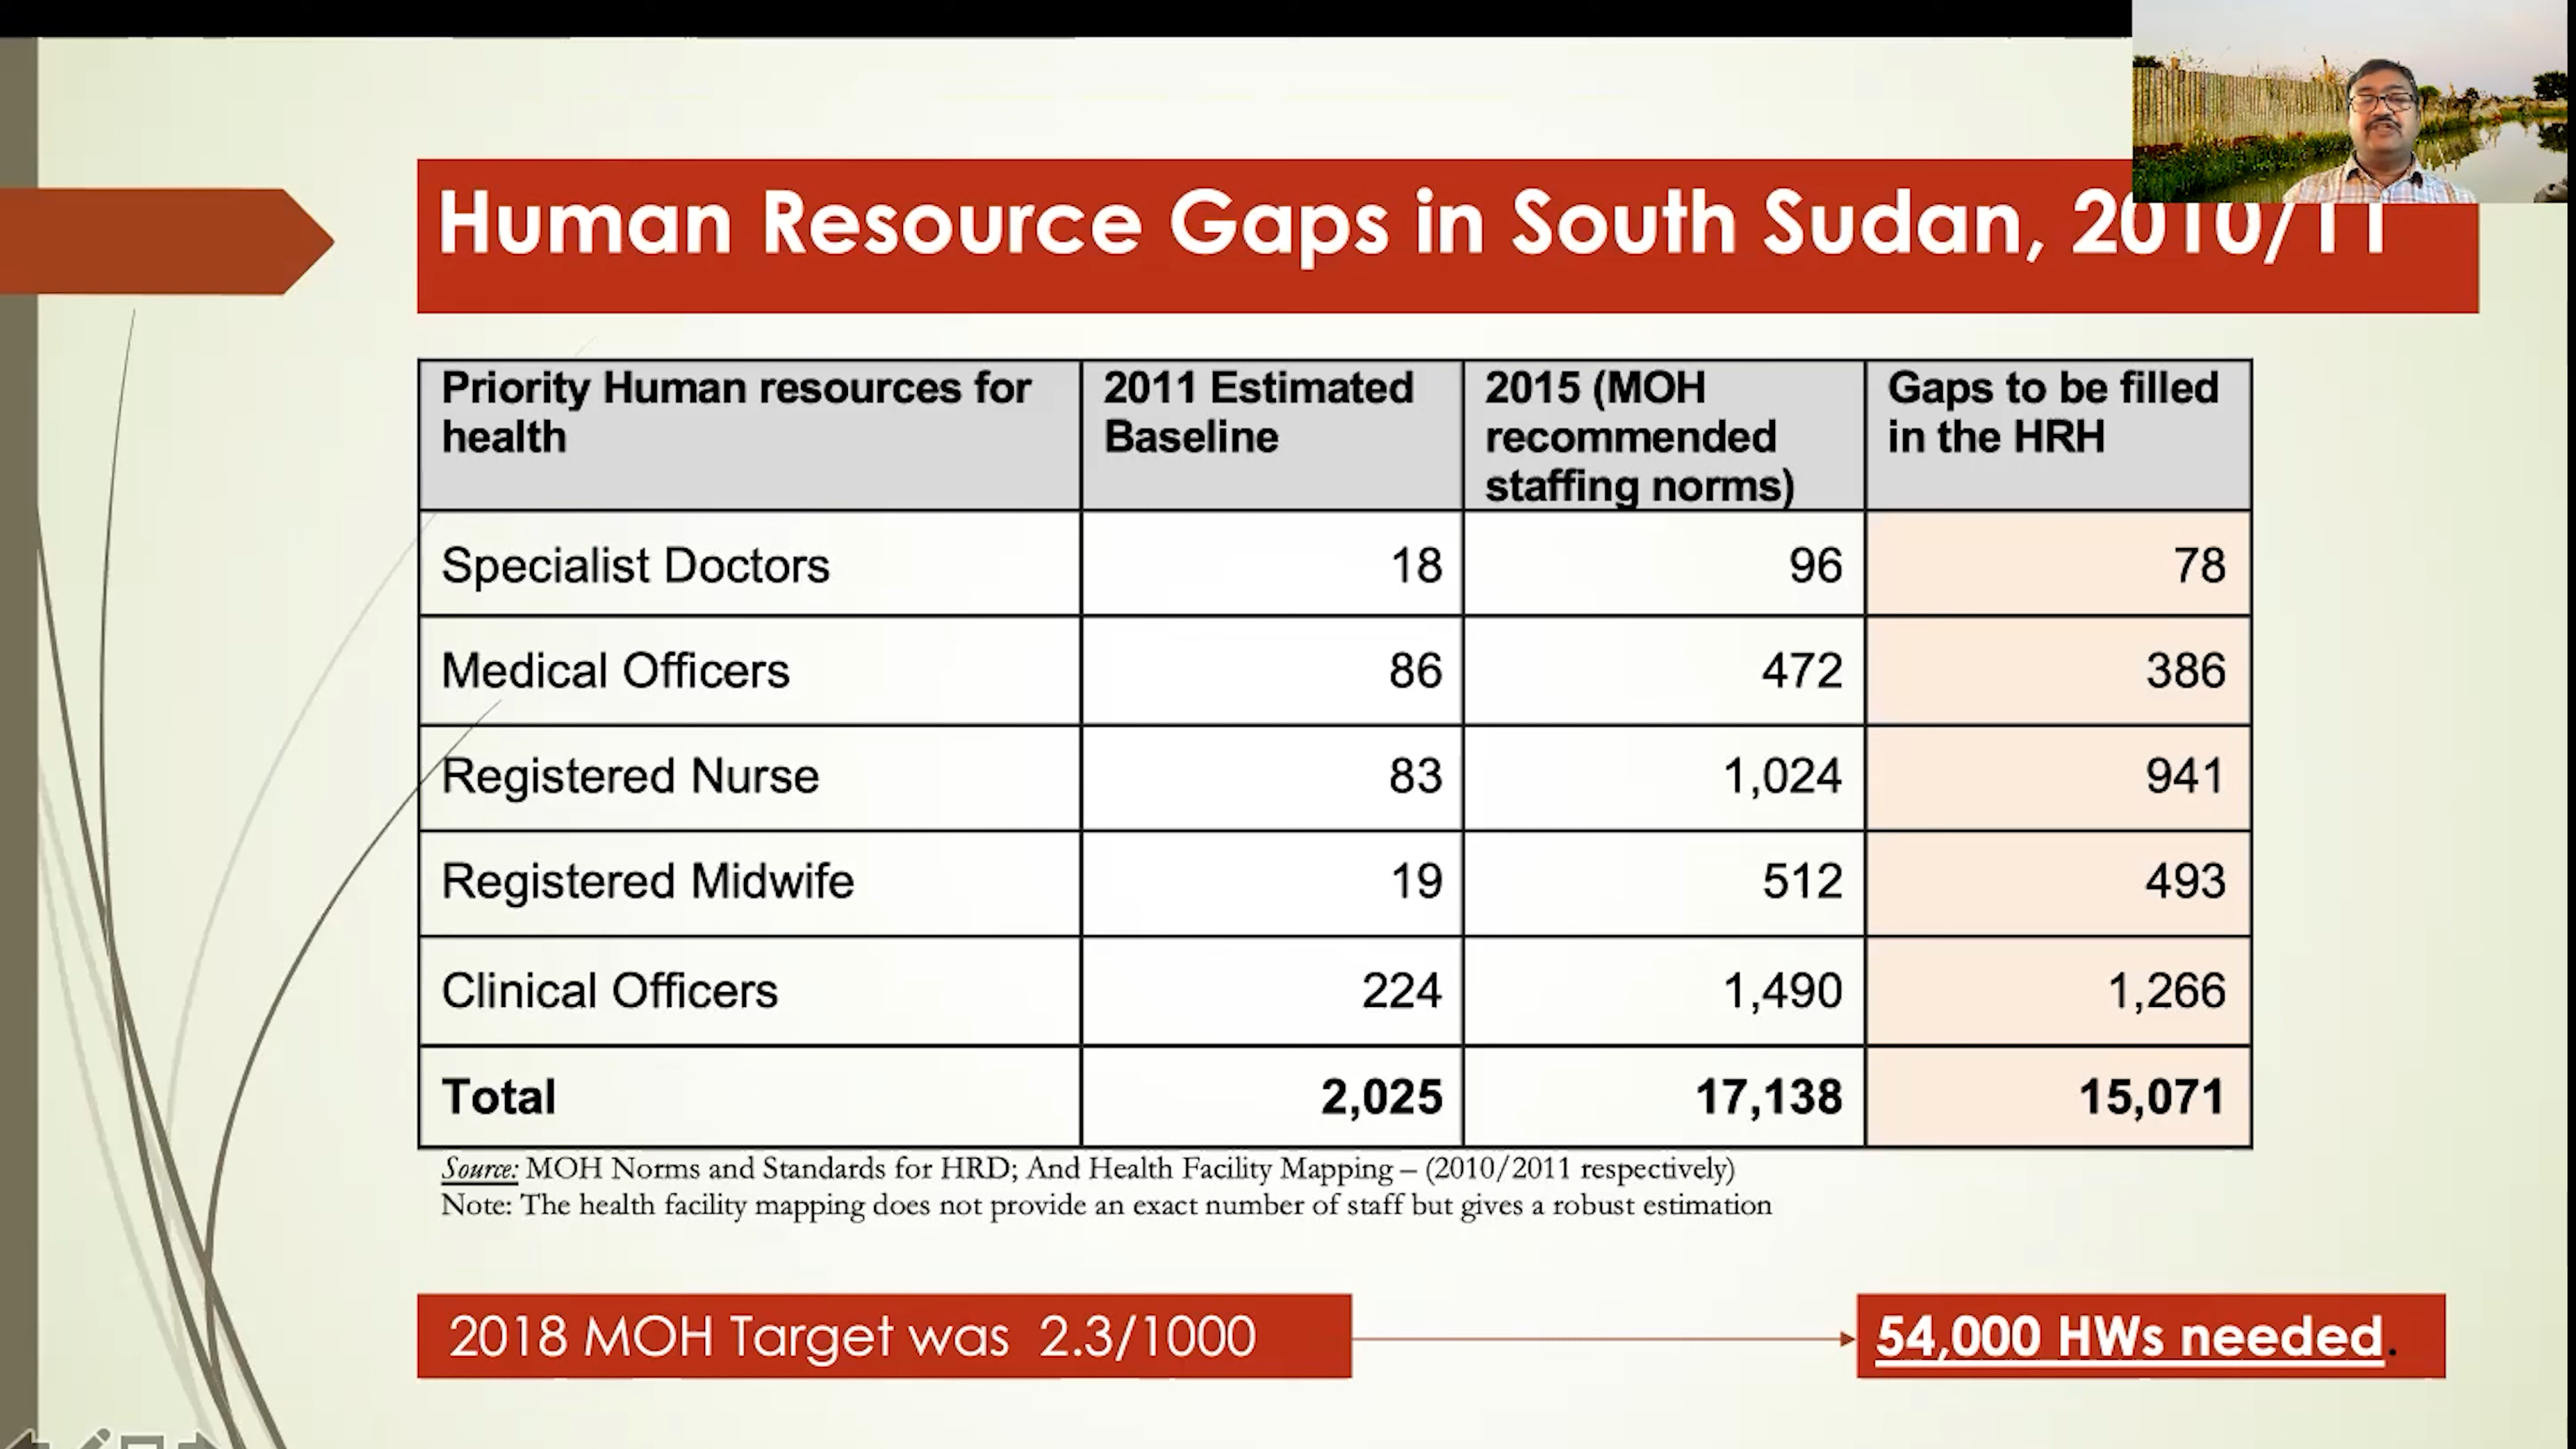 Human Resource Gaps in South Sudan, 2010/11
Priority Human resources for health 2011 Estimated Baseline 2015 (MOH recommended staffing norms) Gaps to be filled in the HRH
Specialist Doctors 18 96 78
Medical Officers 86 472 386
Registered Nurse 83 1,024 941
Registered Midwife 19 512 493
Clinical Officers 224 1,490 1,266
Total 2,025 17,138 15,071
Source: MOH Norms and Standards for HRD; And Health Facility Mapping – (2010/2011 respectively)
Note: The health facility mapping does not provide an exact number of staff but gives a robust estimation
2018 MOH Target was 2.3/1000
54,000 HWs needed.